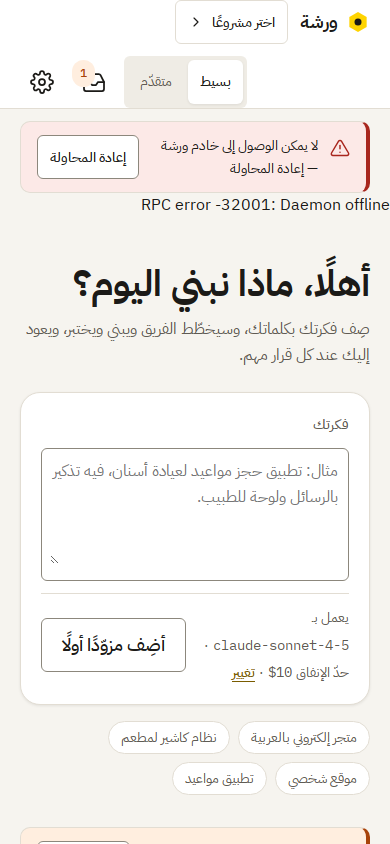 ورشة
اختر مشروعًا
بسيط
متقدّم
1
لا يمكن الوصول إلى خادم ورشة
— إعادة المحاولة
إعادة المحاولة
RPC error -32001: Daemon offline
أهلًا، ماذا نبني اليوم؟
صِف فكرتك بكلماتك، وسيخطّط الفريق ويبني ويختبر، ويعود
إليك عند كل قرار مهم.
فكرتك
مثال: تطبيق حجز مواعيد لعيادة أسنان، فيه تذكير
بالرسائل ولوحة للطبيب.
يعمل بـ
claude-sonnet-4-5 ·
حدّ الإنفاق $10 · تغيير
أضِف مزوّدًا أولًا
متجر إلكتروني بالعربية
نظام كاشير لمطعم
موقع شخصي
تطبيق مواعيد